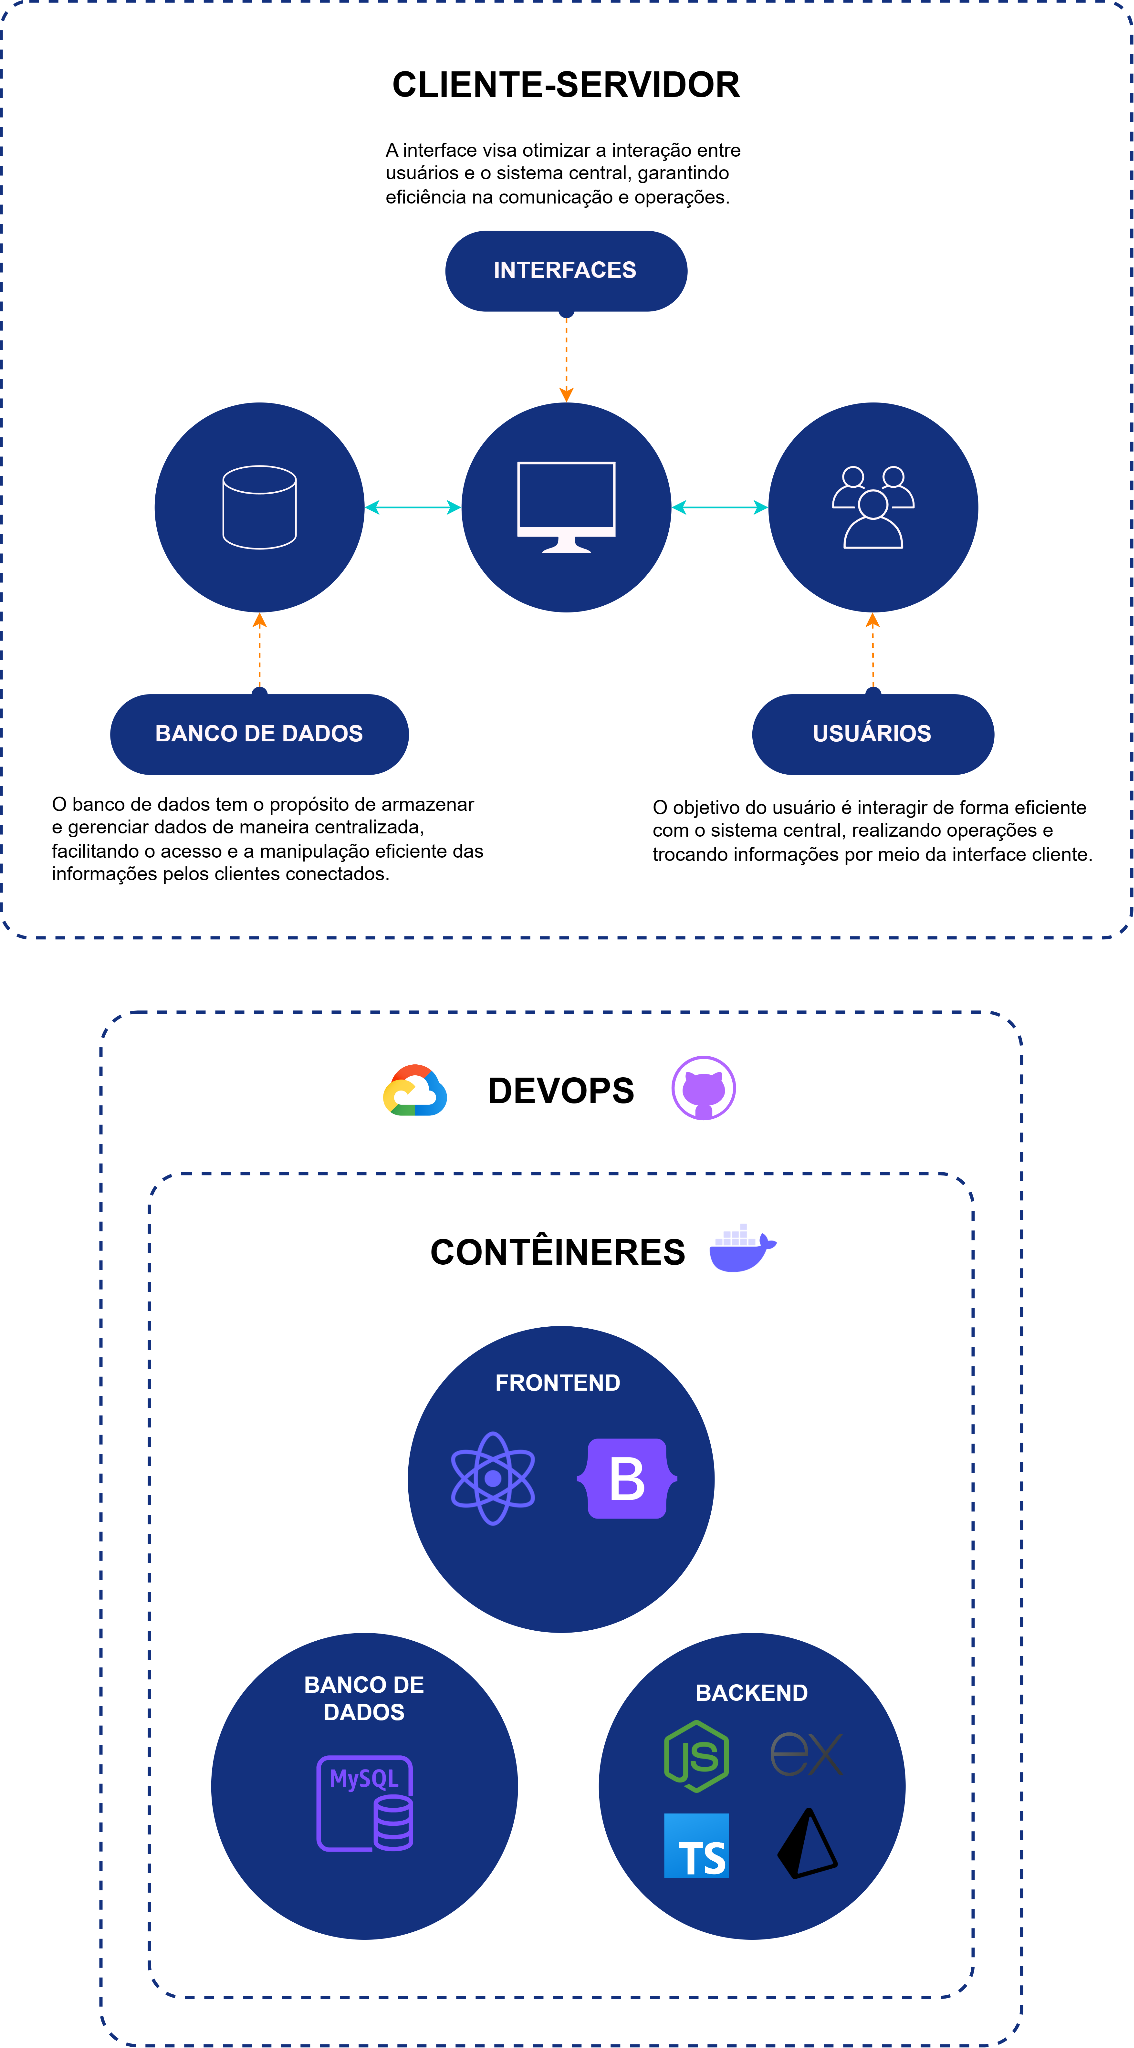 CLIENTE-SERVIDOR
A interface visa otimizar a interação entre
usuários e o sistema central, garantindo
eficiência na comunicação e operações.
INTERFACES
BANCO DE DADOS
O banco de dados tem o propósito de armazenar
e gerenciar dados de maneira centralizada,
facilitando o acesso e a manipulação eficiente das
informações pelos clientes conectados.
USUÁRIOS
O objetivo do usuário é interagir de forma eficiente
com o sistema central, realizando operações e
trocando informações por meio da interface cliente.
DEVOPS
CONTÊINERES
FRONTEND
B
BANCO DE
DADOS
MySQL
BACKEND
JS
ex
TS